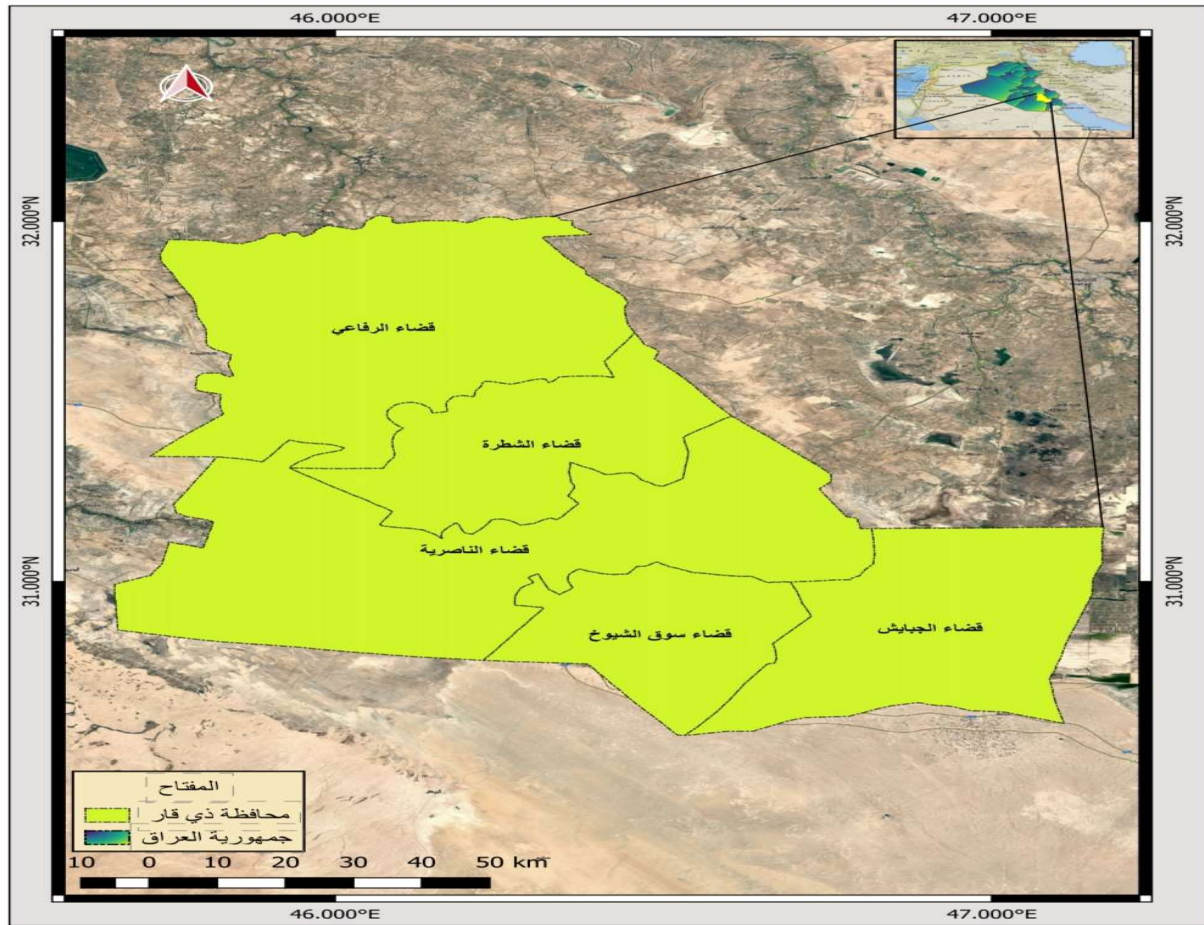 46.000°E 47.000°E
32.000°N 32.000°N
قضاء الرفاعي
قضاء الشطرة
قضاء الناصرية
31.000°N 31.000°N
قضاء سوق الشيوخ
قضاء الجبايش
المفتاح
محافظة ذي قار
جمهورية العراق
10 0 10 20 30 40 50 km
46.000°E 47.000°E